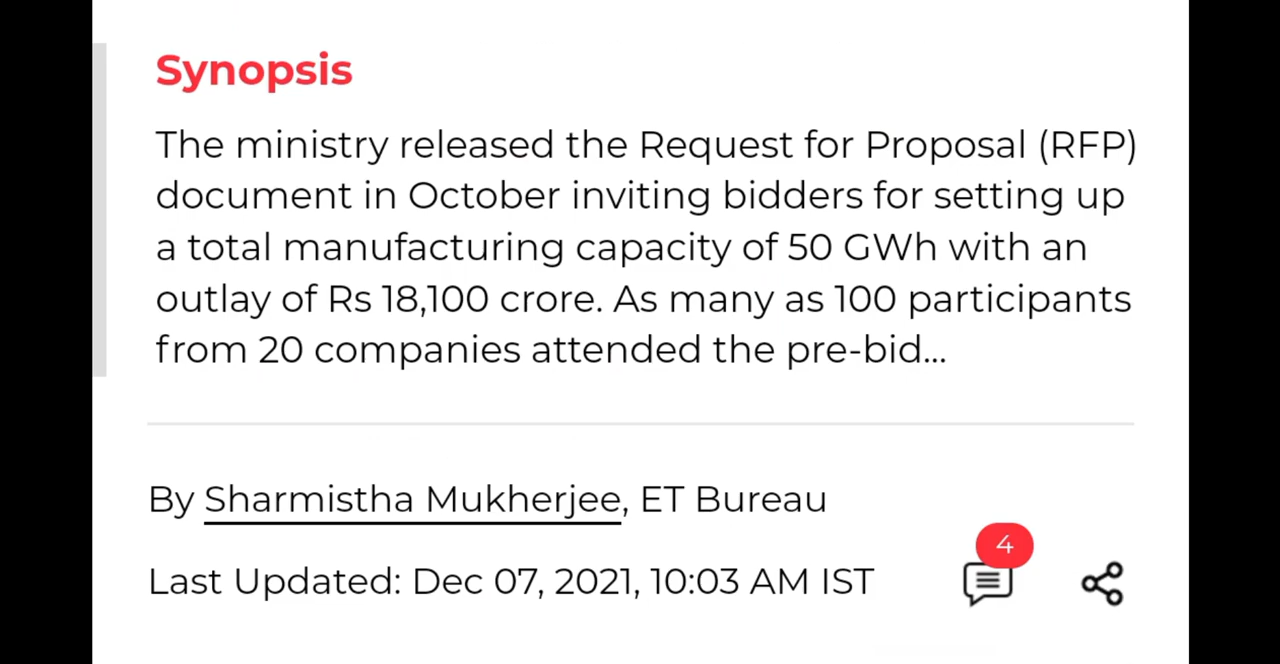 Synopsis
The ministry released the Request for Proposal (RFP)
document in October inviting bidders for setting up
a total manufacturing capacity of 50 GWh with an
outlay of Rs 18,100 crore. As many as 100 participants
from 20 companies attended the pre-bid...
By Sharmistha Mukherjee, ET Bureau
4
Last Updated: Dec 07, 2021, 10:03 AM IST